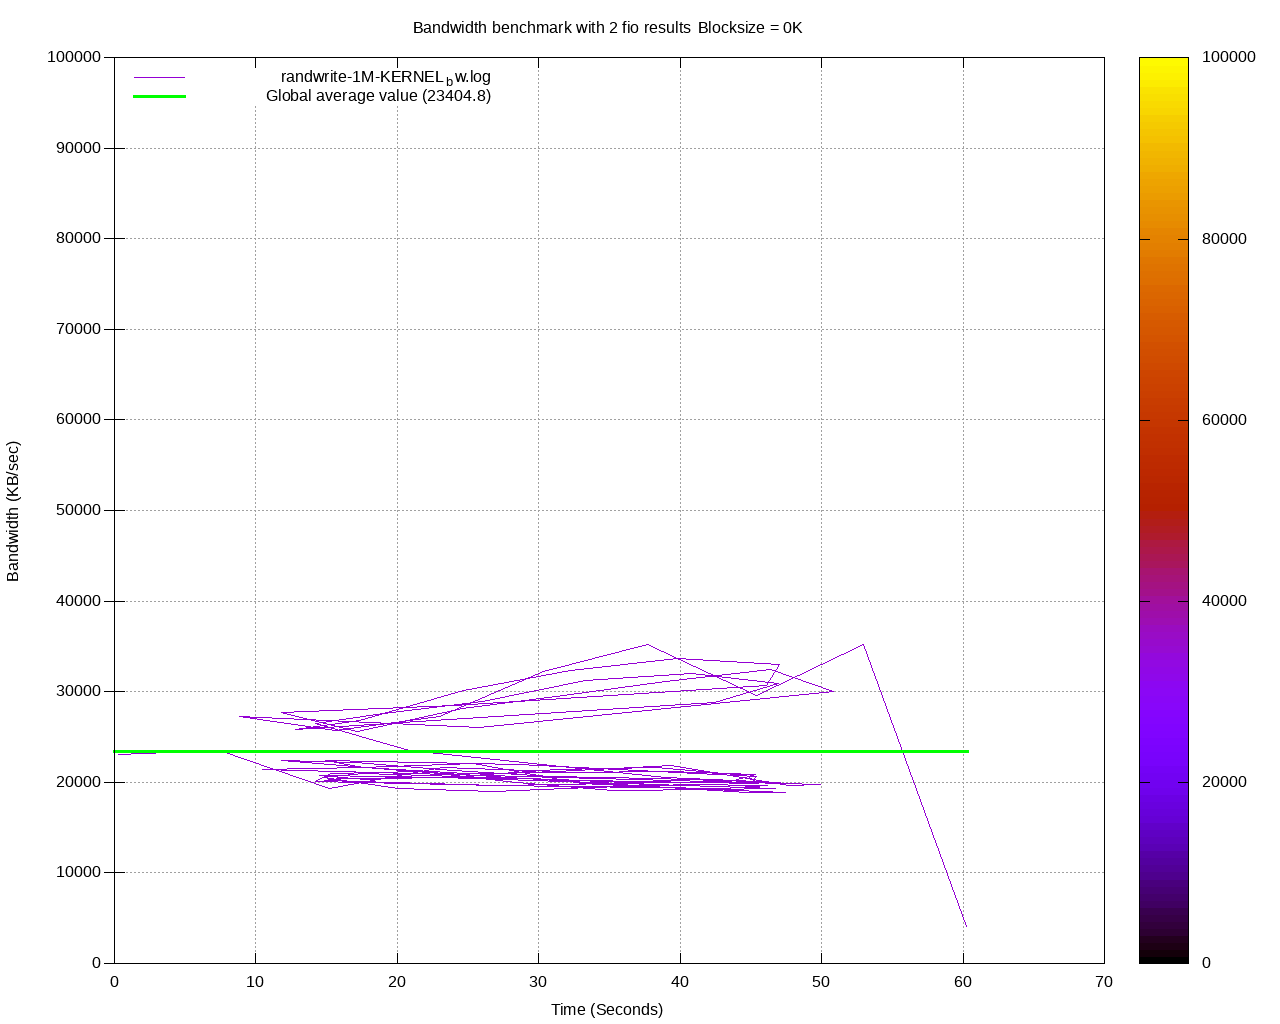 Bandwidth benchmark with 2 fio results Blocksize = 0K
randwrite-1M-KERNEL_bw.log
Global average value (23404.8)
100000
90000
80000
70000
60000
50000
40000
30000
20000
10000
0
Bandwidth (KB/sec)
0 10 20 30 40 50 60 70
Time (Seconds)
100000
80000
60000
40000
20000
0